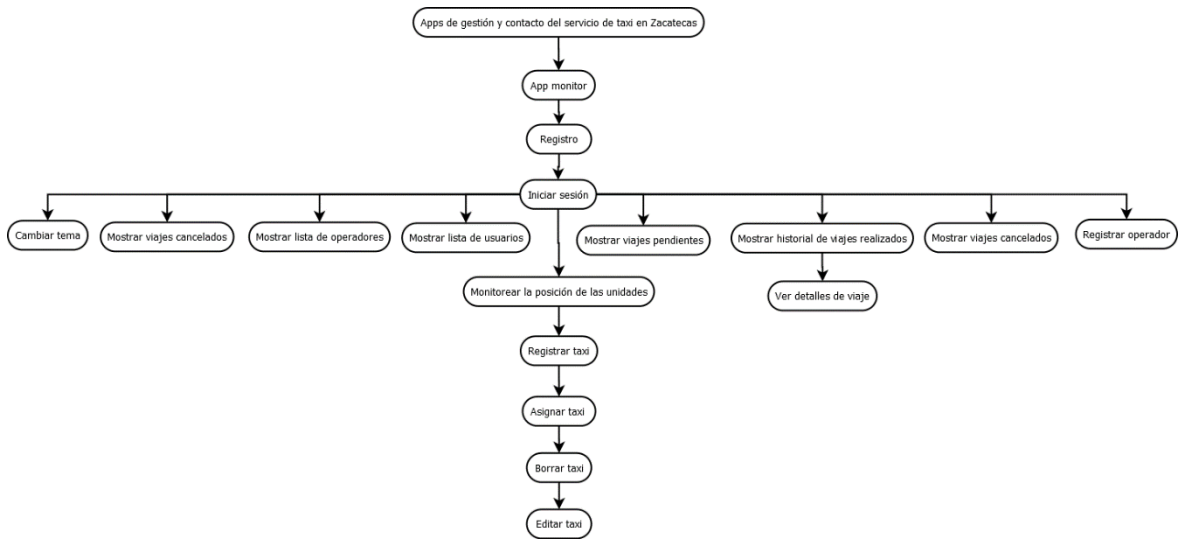 Apps de gestión y contacto del servicio de taxi en Zacatecas
App monitor
Registro
Iniciar sesión
Cambiar tema
Mostrar viajes cancelados
Mostrar lista de operadores
Mostrar lista de usuarios
Mostrar viajes pendientes
Mostrar historial de viajes realizados
Mostrar viajes cancelados
Registrar operador
Monitorear la posición de las unidades
Ver detalles de viaje
Registrar taxi
Asignar taxi
Borrar taxi
Editar taxi